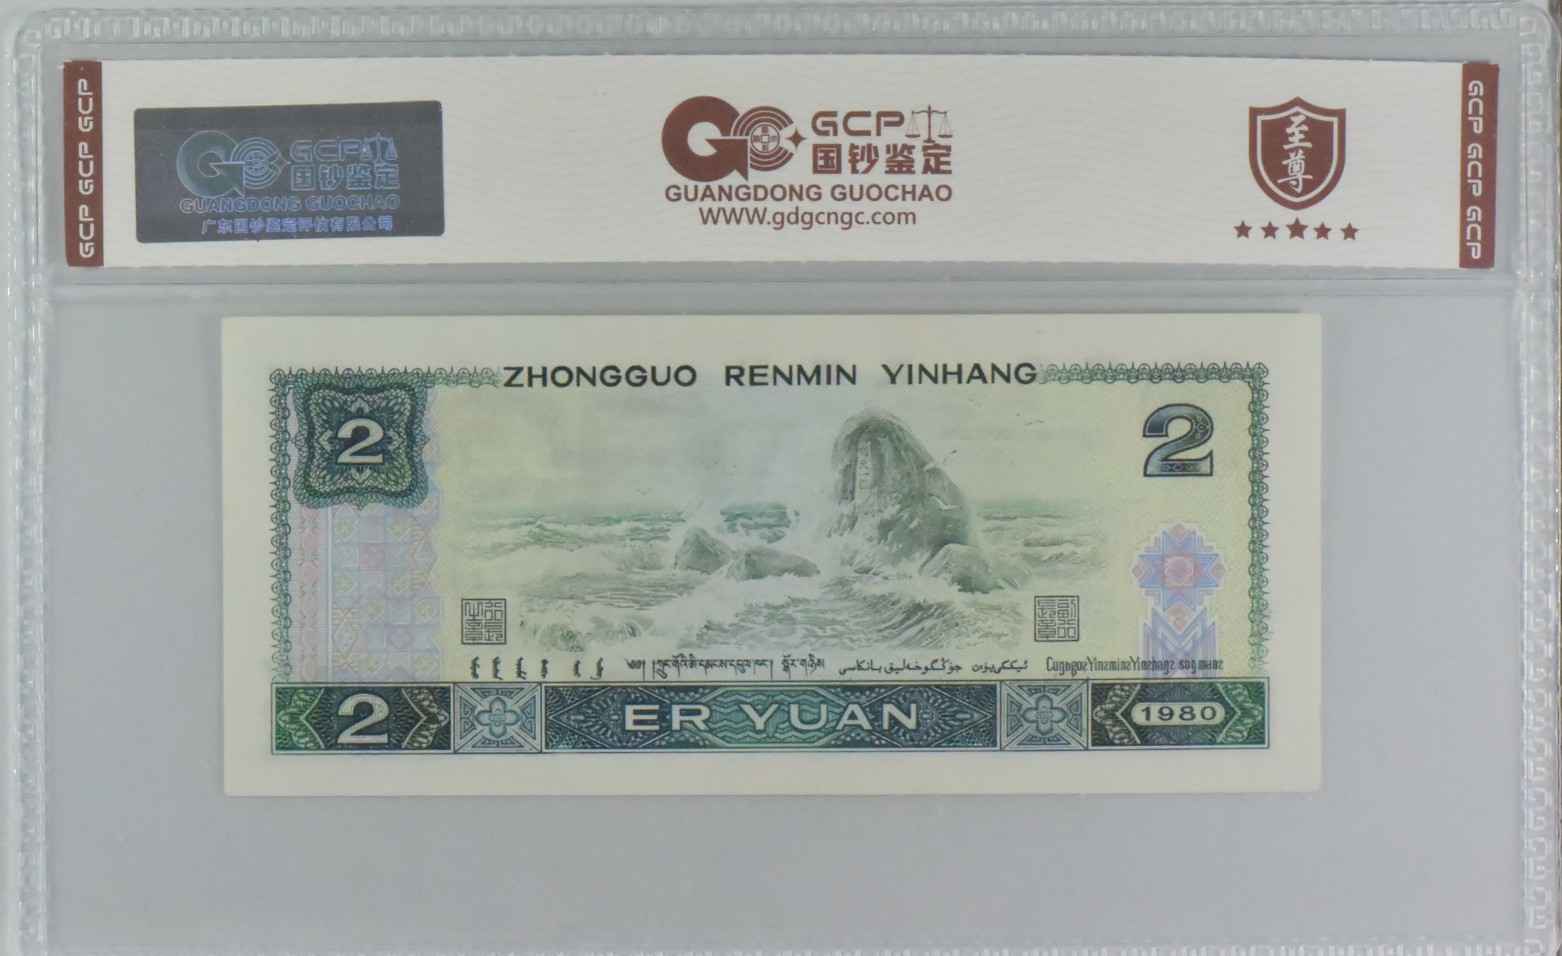 GCP GCP GCP
GCP
国钞鉴定
GUANGDONG GUOCHAO
广东国钞鉴定评估有限公司
GCP
国钞鉴定
GUANGDONG GUOCHAO
WWW.gdgcngc.com
至尊
GCP GCP GCP
ZHONGGUO RENMIN YINHANG
2
2
2
ER YUAN
1980